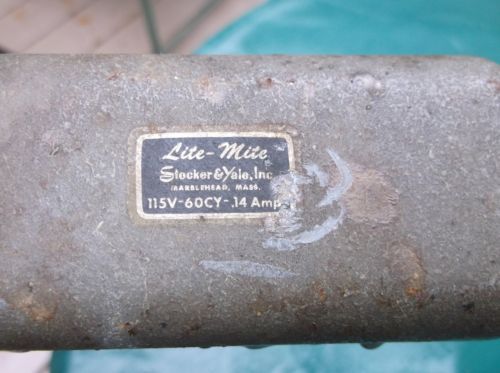 Lite-Mite
Stocker & Yale, Inc
MARBLEHEAD, MASS.
115V-60CY-.14 Amp